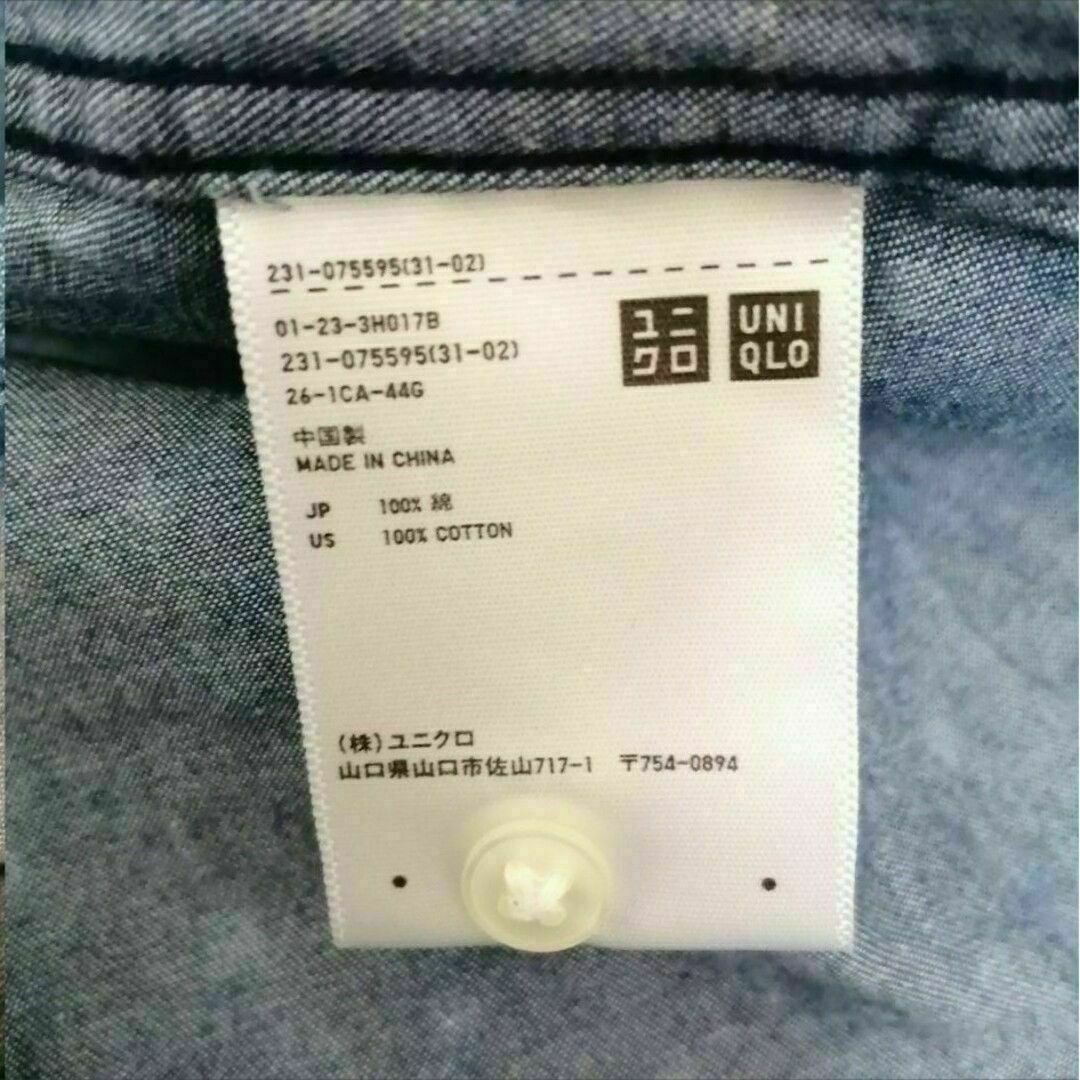 231-075595(31-02)
01-23-3H017B
231-075595(31-02)
26-1CA-44G
ユニ
クロ
UNI
QLO
中国製
MADE IN CHINA
JP 100% 綿
US 100% COTTON
(株)ユニクロ
山口県山口市佐山717-1 〒754-0894